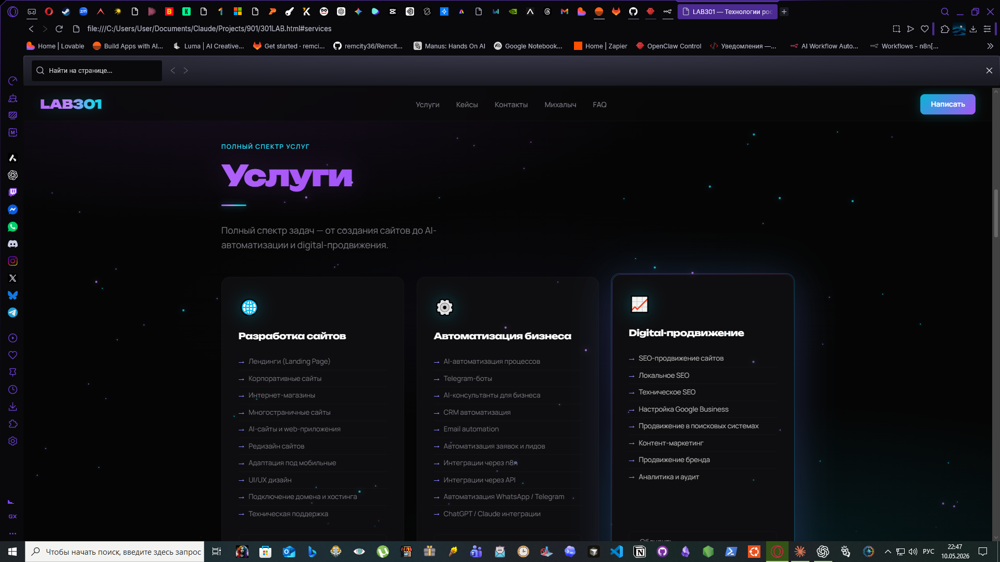 LAB301 — Технологии рос
file:///C:/Users/User/Documents/Claude/Projects/901/301LAB.html#services
Home | Lovable
Build Apps with AI...
Luma | AI Creative...
Get started · remci...
remcity36/Remcit...
Manus: Hands On AI
Google Notebook...
Home | Zapier
OpenClaw Control
Уведомления —...
AI Workflow Auto...
Workflows - n8n[...
Найти на странице...
LAB301
Услуги
Кейсы
Контакты
Михалыч
FAQ
Написать
ПОЛНЫЙ СПЕКТР УСЛУГ
Услуги
Полный спектр задач — от создания сайтов до AI-
автоматизации и digital-продвижения.
Разработка сайтов
→ Лендинги (Landing Page)
→ Корпоративные сайты
→ Интернет-магазины
→ Многостраничные сайты
→ AI-сайты и web-приложения
→ Редизайн сайтов
→ Адаптация под мобильные
→ UI/UX дизайн
→ Подключение домена и хостинга
→ Техническая поддержка
Автоматизация бизнеса
→ AI-автоматизация процессов
→ Telegram-боты
→ AI-консультанты для бизнеса
→ CRM автоматизация
→ Email automation
→ Автоматизация заявок и лидов
→ Интеграции через n8n
→ Интеграции через API
→ Автоматизация WhatsApp / Telegram
→ ChatGPT / Claude интеграции
Digital-продвижение
→ SEO-продвижение сайтов
→ Локальное SEO
→ Техническое SEO
→ Настройка Google Business
→ Продвижение в поисковых системах
→ Контент-маркетинг
→ Продвижение бренда
→ Аналитика и аудит
Обсудить
GX
Чтобы начать поиск, введите здесь запрос
РУС
22:47
10.05.2026